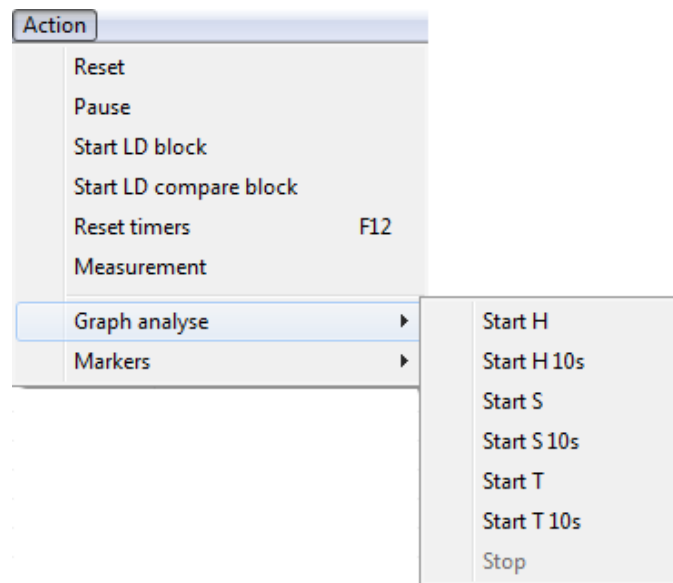 Action
Reset
Pause
Start LD block
Start LD compare block
Reset timers F12
Measurement
Graph analyse
Markers
Start H
Start H 10s
Start S
Start S 10s
Start T
Start T 10s
Stop